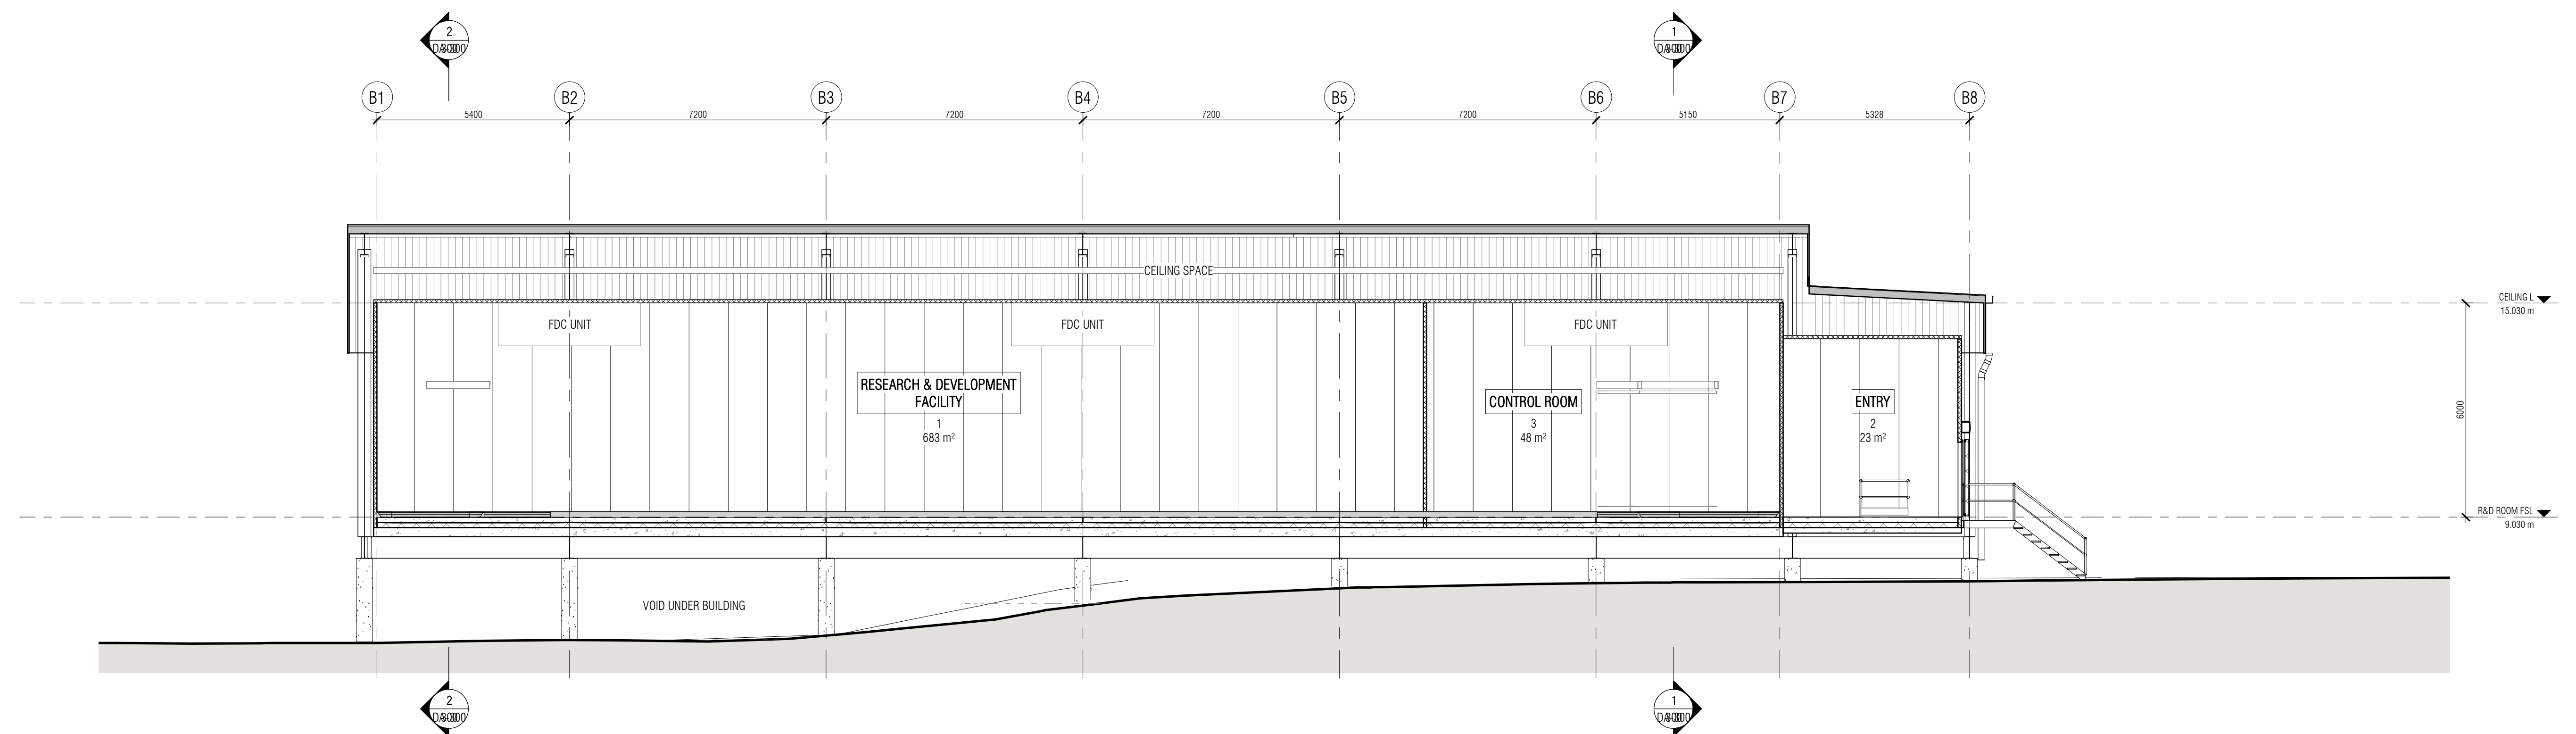 2
1
B1
B2
B3
B4
B5
B6
B7
B8
5400
7200
7200
7200
7200
5150
5328
CEILING SPACE
CEILING L
15.030 m
FDC UNIT
FDC UNIT
FDC UNIT
RESEARCH & DEVELOPMENT
FACILITY
1
683 m²
CONTROL ROOM
3
48 m²
ENTRY
2
23 m²
6000
R&D ROOM FSL
9.030 m
VOID UNDER BUILDING
2
1